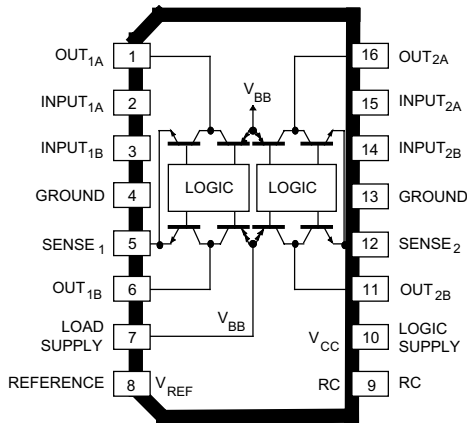 OUT1A 1 16 OUT2A
INPUT1A 2 VBB 15 INPUT2A
INPUT1B 3 14 INPUT2B
GROUND 4 LOGIC LOGIC 13 GROUND
SENSE1 5 12 SENSE2
OUT1B 6 11 OUT2B
LOAD
SUPPLY 7 VBB VCC 10 LOGIC
SUPPLY
REFERENCE 8 VREF RC 9 RC